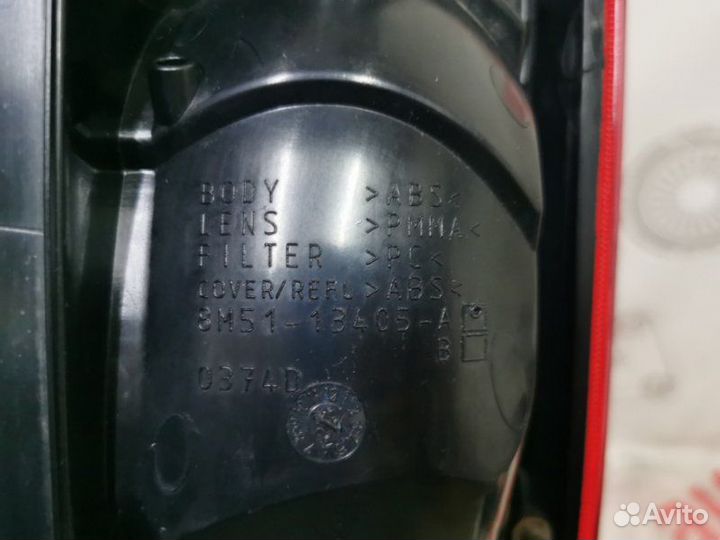 BODY >ABS<
LENS >PMMA<
FILTER >PC<
COVER/REFL >ABS<
8M51-13405-A
B
0374D
Avito